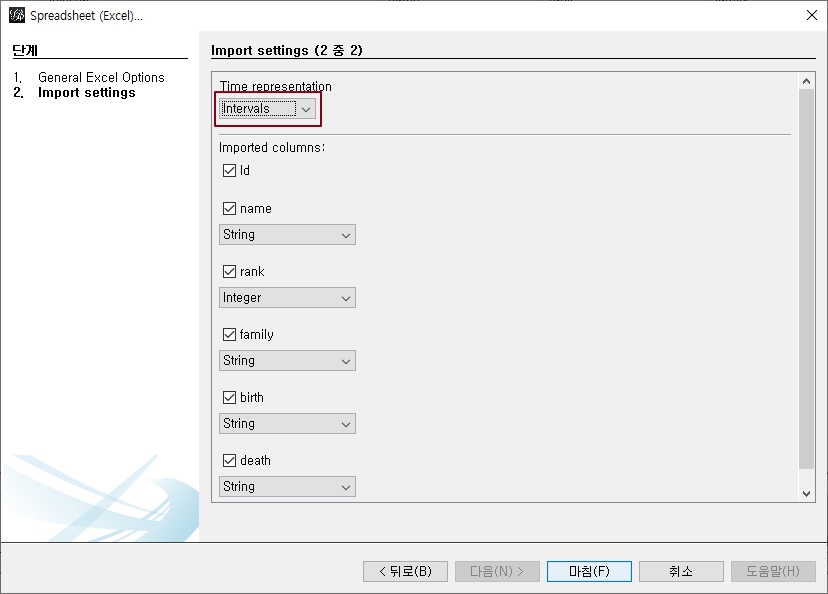 Spreadsheet (Excel)...
단계
1. General Excel Options
2. Import settings
Import settings (2 중 2)
Time representation
Intervals
Imported columns:
Id
name
String
rank
Integer
family
String
birth
String
death
String
< 뒤로(B)
다음(N) >
마침(F)
취소
도움말(H)